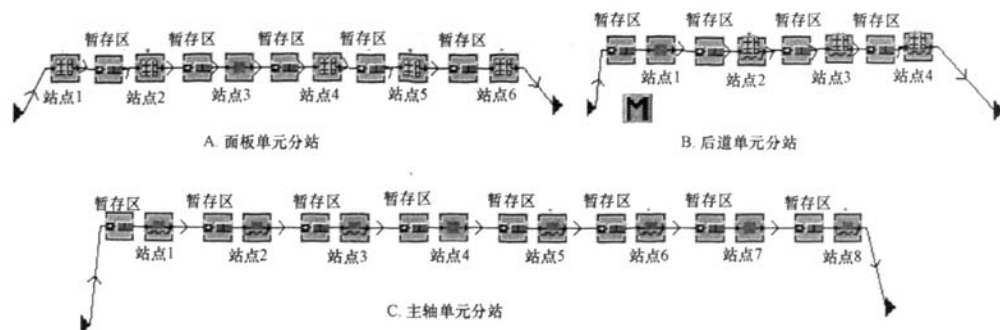 暂存区 暂存区 暂存区 暂存区 暂存区
站点1 站点2 站点3 站点4 站点5 站点6
A. 面板单元分站
暂存区 暂存区 暂存区 暂存区
站点1 站点2 站点3 站点4
M
B. 后道单元分站
暂存区 暂存区 暂存区 暂存区 暂存区 暂存区 暂存区 暂存区
站点1 站点2 站点3 站点4 站点5 站点6 站点7 站点8
C. 主轴单元分站